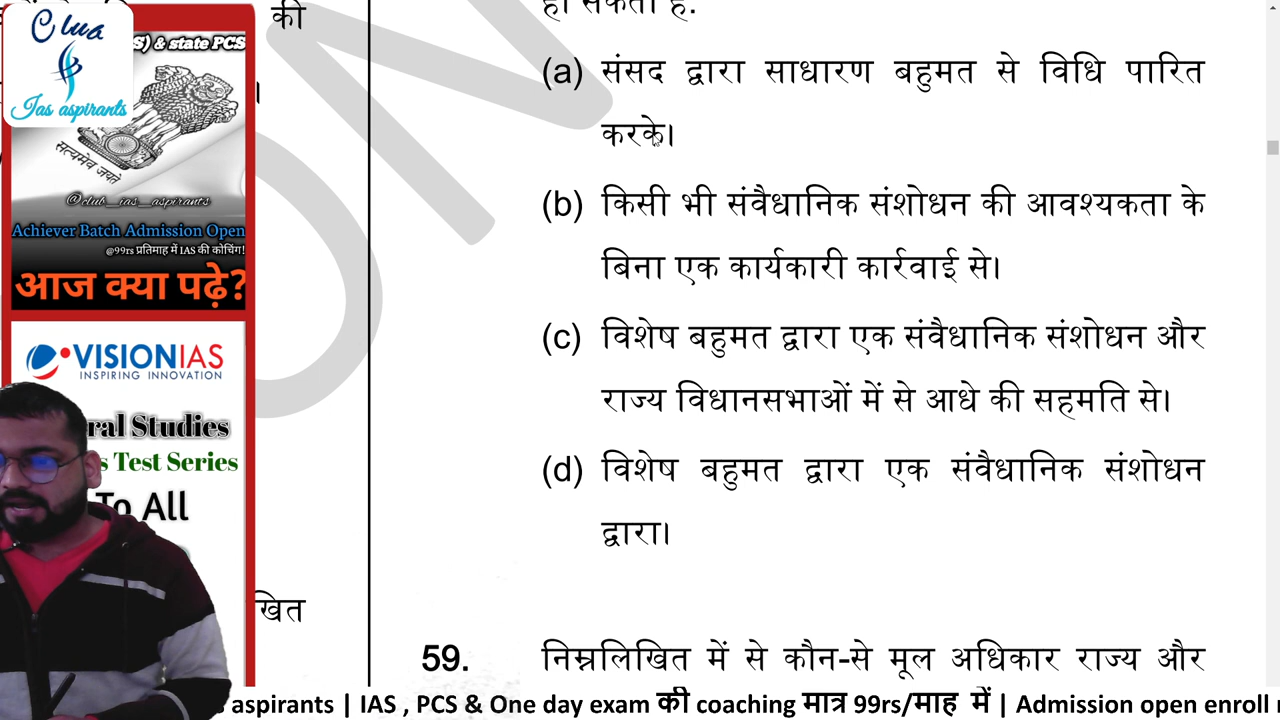 Club
Ias aspirants
S) & state PCS
सत्यमेव जयते
@club_ias_aspirants
Achiever Batch Admission Open
@99rs प्रतिमाह में IAS की कोचिंग!
आज क्या पढ़े?
VISIONIAS
INSPIRING INNOVATION
ral Studies
s Test Series
To All
की
।
खित
हो सकता है:
(a) संसद द्वारा साधारण बहुमत से विधि पारित
करके।
(b) किसी भी संवैधानिक संशोधन की आवश्यकता के
बिना एक कार्यकारी कार्रवाई से।
(c) विशेष बहुमत द्वारा एक संवैधानिक संशोधन और
राज्य विधानसभाओं में से आधे की सहमति से।
(d) विशेष बहुमत द्वारा एक संवैधानिक संशोधन
द्वारा।
59. निम्नलिखित में से कौन-से मूल अधिकार राज्य और
aspirants | IAS , PCS & One day exam की coaching मात्र 99rs/माह में | Admission open enroll